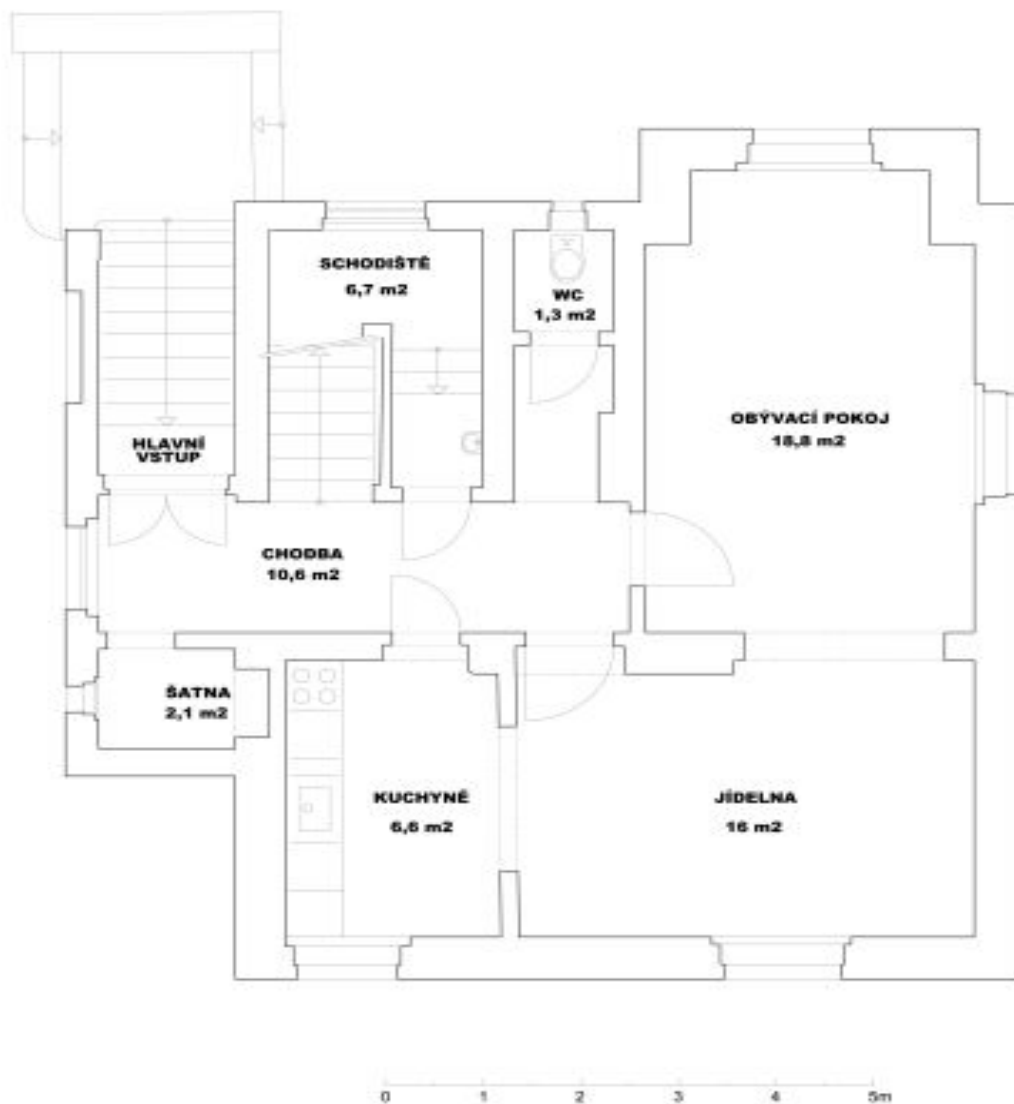 SCHODIŠTĚ
6,7 m2
WC
1,3 m2
OBÝVACÍ POKOJ
18,8 m2
HLAVNÍ
VSTUP
CHODBA
10,6 m2
ŠATNA
2,1 m2
KUCHYNĚ
6,6 m2
JÍDELNA
16 m2
0 1 2 3 4 5m